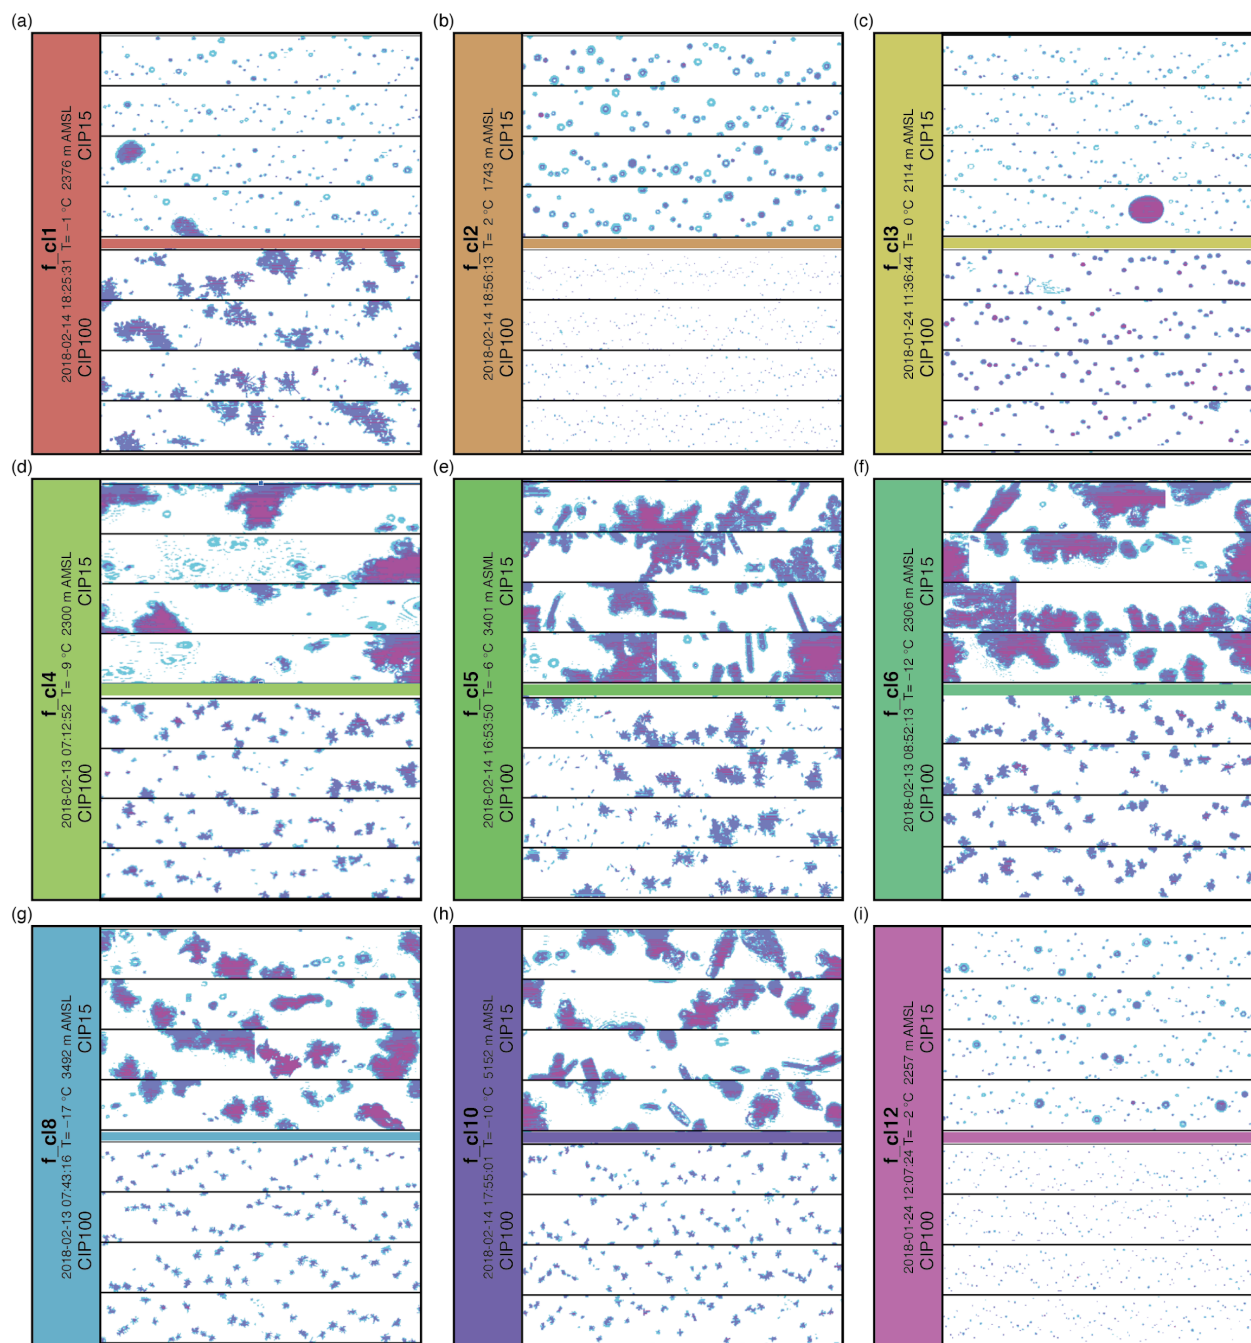 (a)
f_cl1
2018-02-14 18:25:31 T= −1 °C 2376 m AMSL
CIP100 CIP15
(b)
f_cl2
2018-02-14 18:56:13 T= 2 °C 1743 m AMSL
CIP100 CIP15
(c)
f_cl3
2018-01-24 11:36:44 T= 0 °C 2114 m AMSL
CIP100 CIP15
(d)
f_cl4
2018-02-13 07:12:52 T= −9 °C 2300 m AMSL
CIP100 CIP15
(e)
f_cl5
2018-02-14 16:53:50 T= −6 °C 3401 m ASML
CIP100 CIP15
(f)
f_cl6
2018-02-13 08:52:13 T= −12 °C 2306 m AMSL
CIP100 CIP15
(g)
f_cl8
2018-02-13 07:43:16 T= −17 °C 3492 m AMSL
CIP100 CIP15
(h)
f_cl10
2018-02-14 17:55:01 T= −10 °C 5152 m AMSL
CIP100 CIP15
(i)
f_cl12
2018-01-24 12:07:24 T= −2 °C 2257 m AMSL
CIP100 CIP15